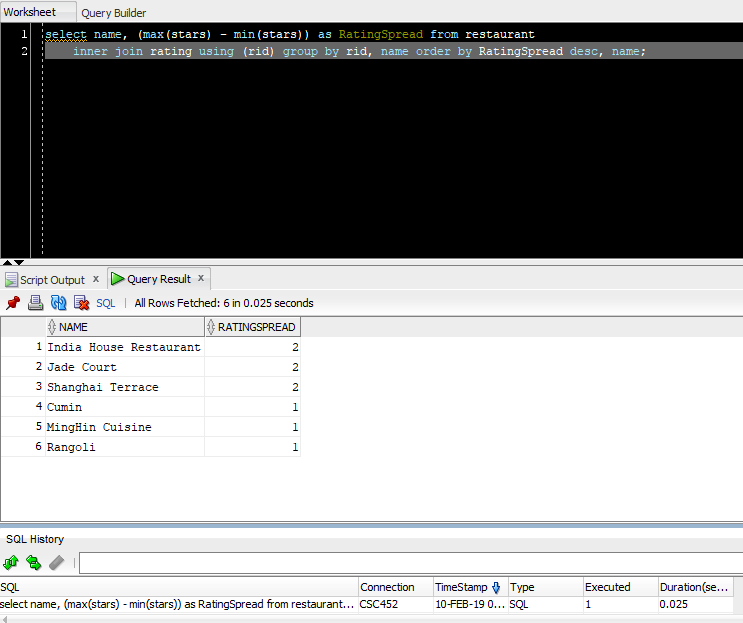 Worksheet Query Builder
1 select name, (max(stars) - min(stars)) as RatingSpread from restaurant
2 inner join rating using (rid) group by rid, name order by RatingSpread desc, name;
Script Output x Query Result x
SQL | All Rows Fetched: 6 in 0.025 seconds
NAME RATINGSPREAD
1 India House Restaurant 2
2 Jade Court 2
3 Shanghai Terrace 2
4 Cumin 1
5 MingHin Cuisine 1
6 Rangoli 1
SQL History
SQL Connection TimeStamp Type Executed Duration(se...
select name, (max(stars) - min(stars)) as RatingSpread from restaurant... CSC452 10-FEB-19 0... SQL 1 0.025